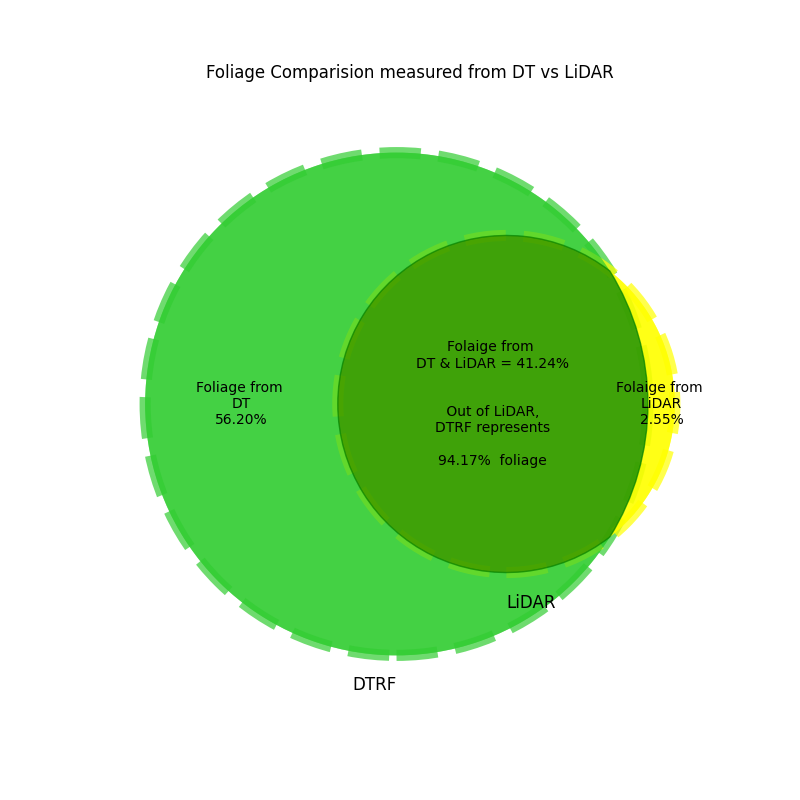 Foliage Comparision measured from DT vs LiDAR
Folaige from
DT & LiDAR = 41.24%
Out of LiDAR,
DTRF represents
94.17%  foliage
Foliage from
DT
56.20%
Folaige from
LiDAR
2.55%
LiDAR
DTRF